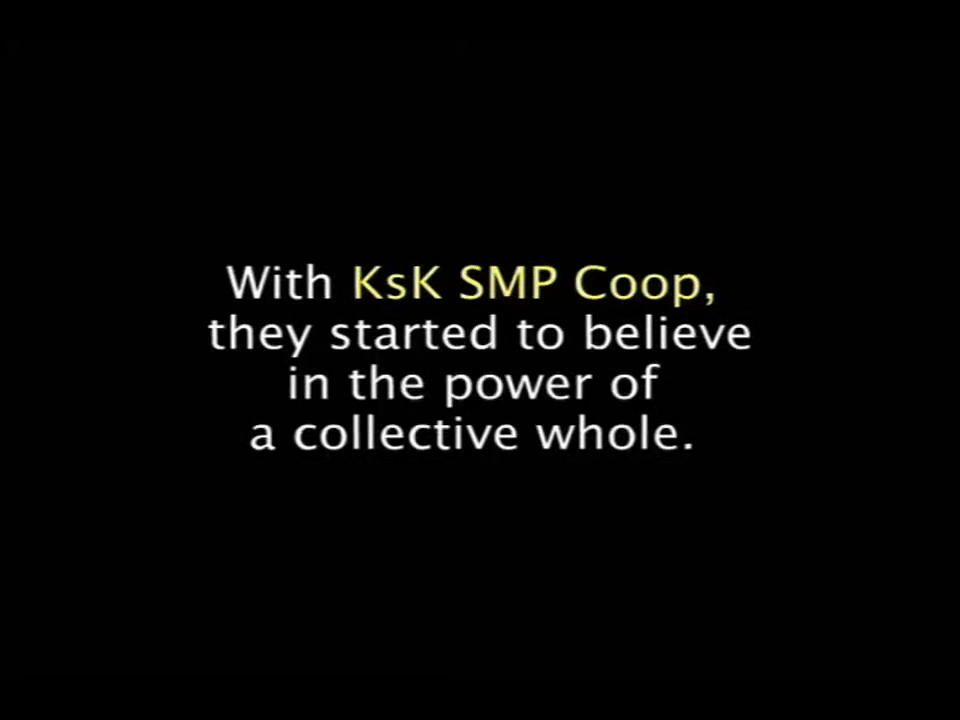 With KsK SMP Coop,
they started to believe
in the power of
a collective whole.